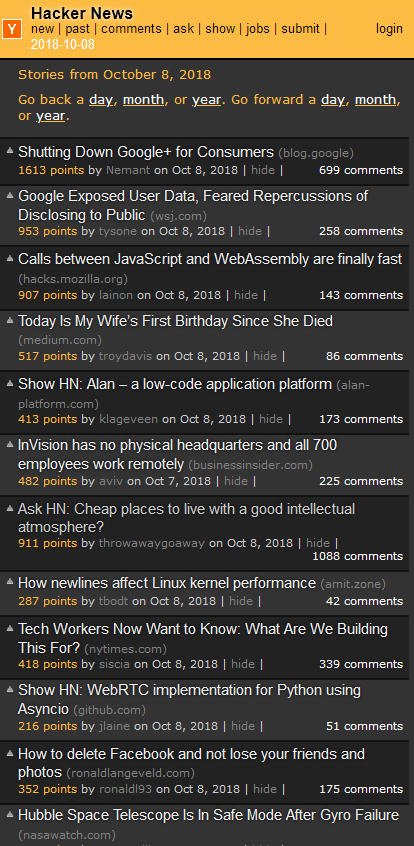 Hacker News
Y
new | past | comments | ask | show | jobs | submit | login
2018-10-08
Stories from October 8, 2018
Go back a day, month, or year. Go forward a day, month,
or year.
Shutting Down Google+ for Consumers (blog.google)
1613 points by Nemant on Oct 8, 2018 | hide | 699 comments
Google Exposed User Data, Feared Repercussions of
Disclosing to Public (wsj.com)
953 points by tysone on Oct 8, 2018 | hide | 258 comments
Calls between JavaScript and WebAssembly are finally fast
(hacks.mozilla.org)
907 points by lainon on Oct 8, 2018 | hide | 143 comments
Today Is My Wife's First Birthday Since She Died
(medium.com)
517 points by troydavis on Oct 8, 2018 | hide | 86 comments
Show HN: Alan – a low-code application platform (alan-
platform.com)
413 points by klageveen on Oct 8, 2018 | hide | 173 comments
InVision has no physical headquarters and all 700
employees work remotely (businessinsider.com)
482 points by aviv on Oct 7, 2018 | hide | 225 comments
Ask HN: Cheap places to live with a good intellectual
atmosphere?
911 points by throwawaygoaway on Oct 8, 2018 | hide |
1088 comments
How newlines affect Linux kernel performance (amit.zone)
287 points by tbodt on Oct 8, 2018 | hide | 42 comments
Tech Workers Now Want to Know: What Are We Building
This For? (nytimes.com)
418 points by siscia on Oct 8, 2018 | hide | 339 comments
Show HN: WebRTC implementation for Python using
Asyncio (github.com)
216 points by jlaine on Oct 8, 2018 | hide | 51 comments
How to delete Facebook and not lose your friends and
photos (ronaldlangeveld.com)
352 points by ronaldl93 on Oct 8, 2018 | hide | 175 comments
Hubble Space Telescope Is In Safe Mode After Gyro Failure
(nasawatch.com)